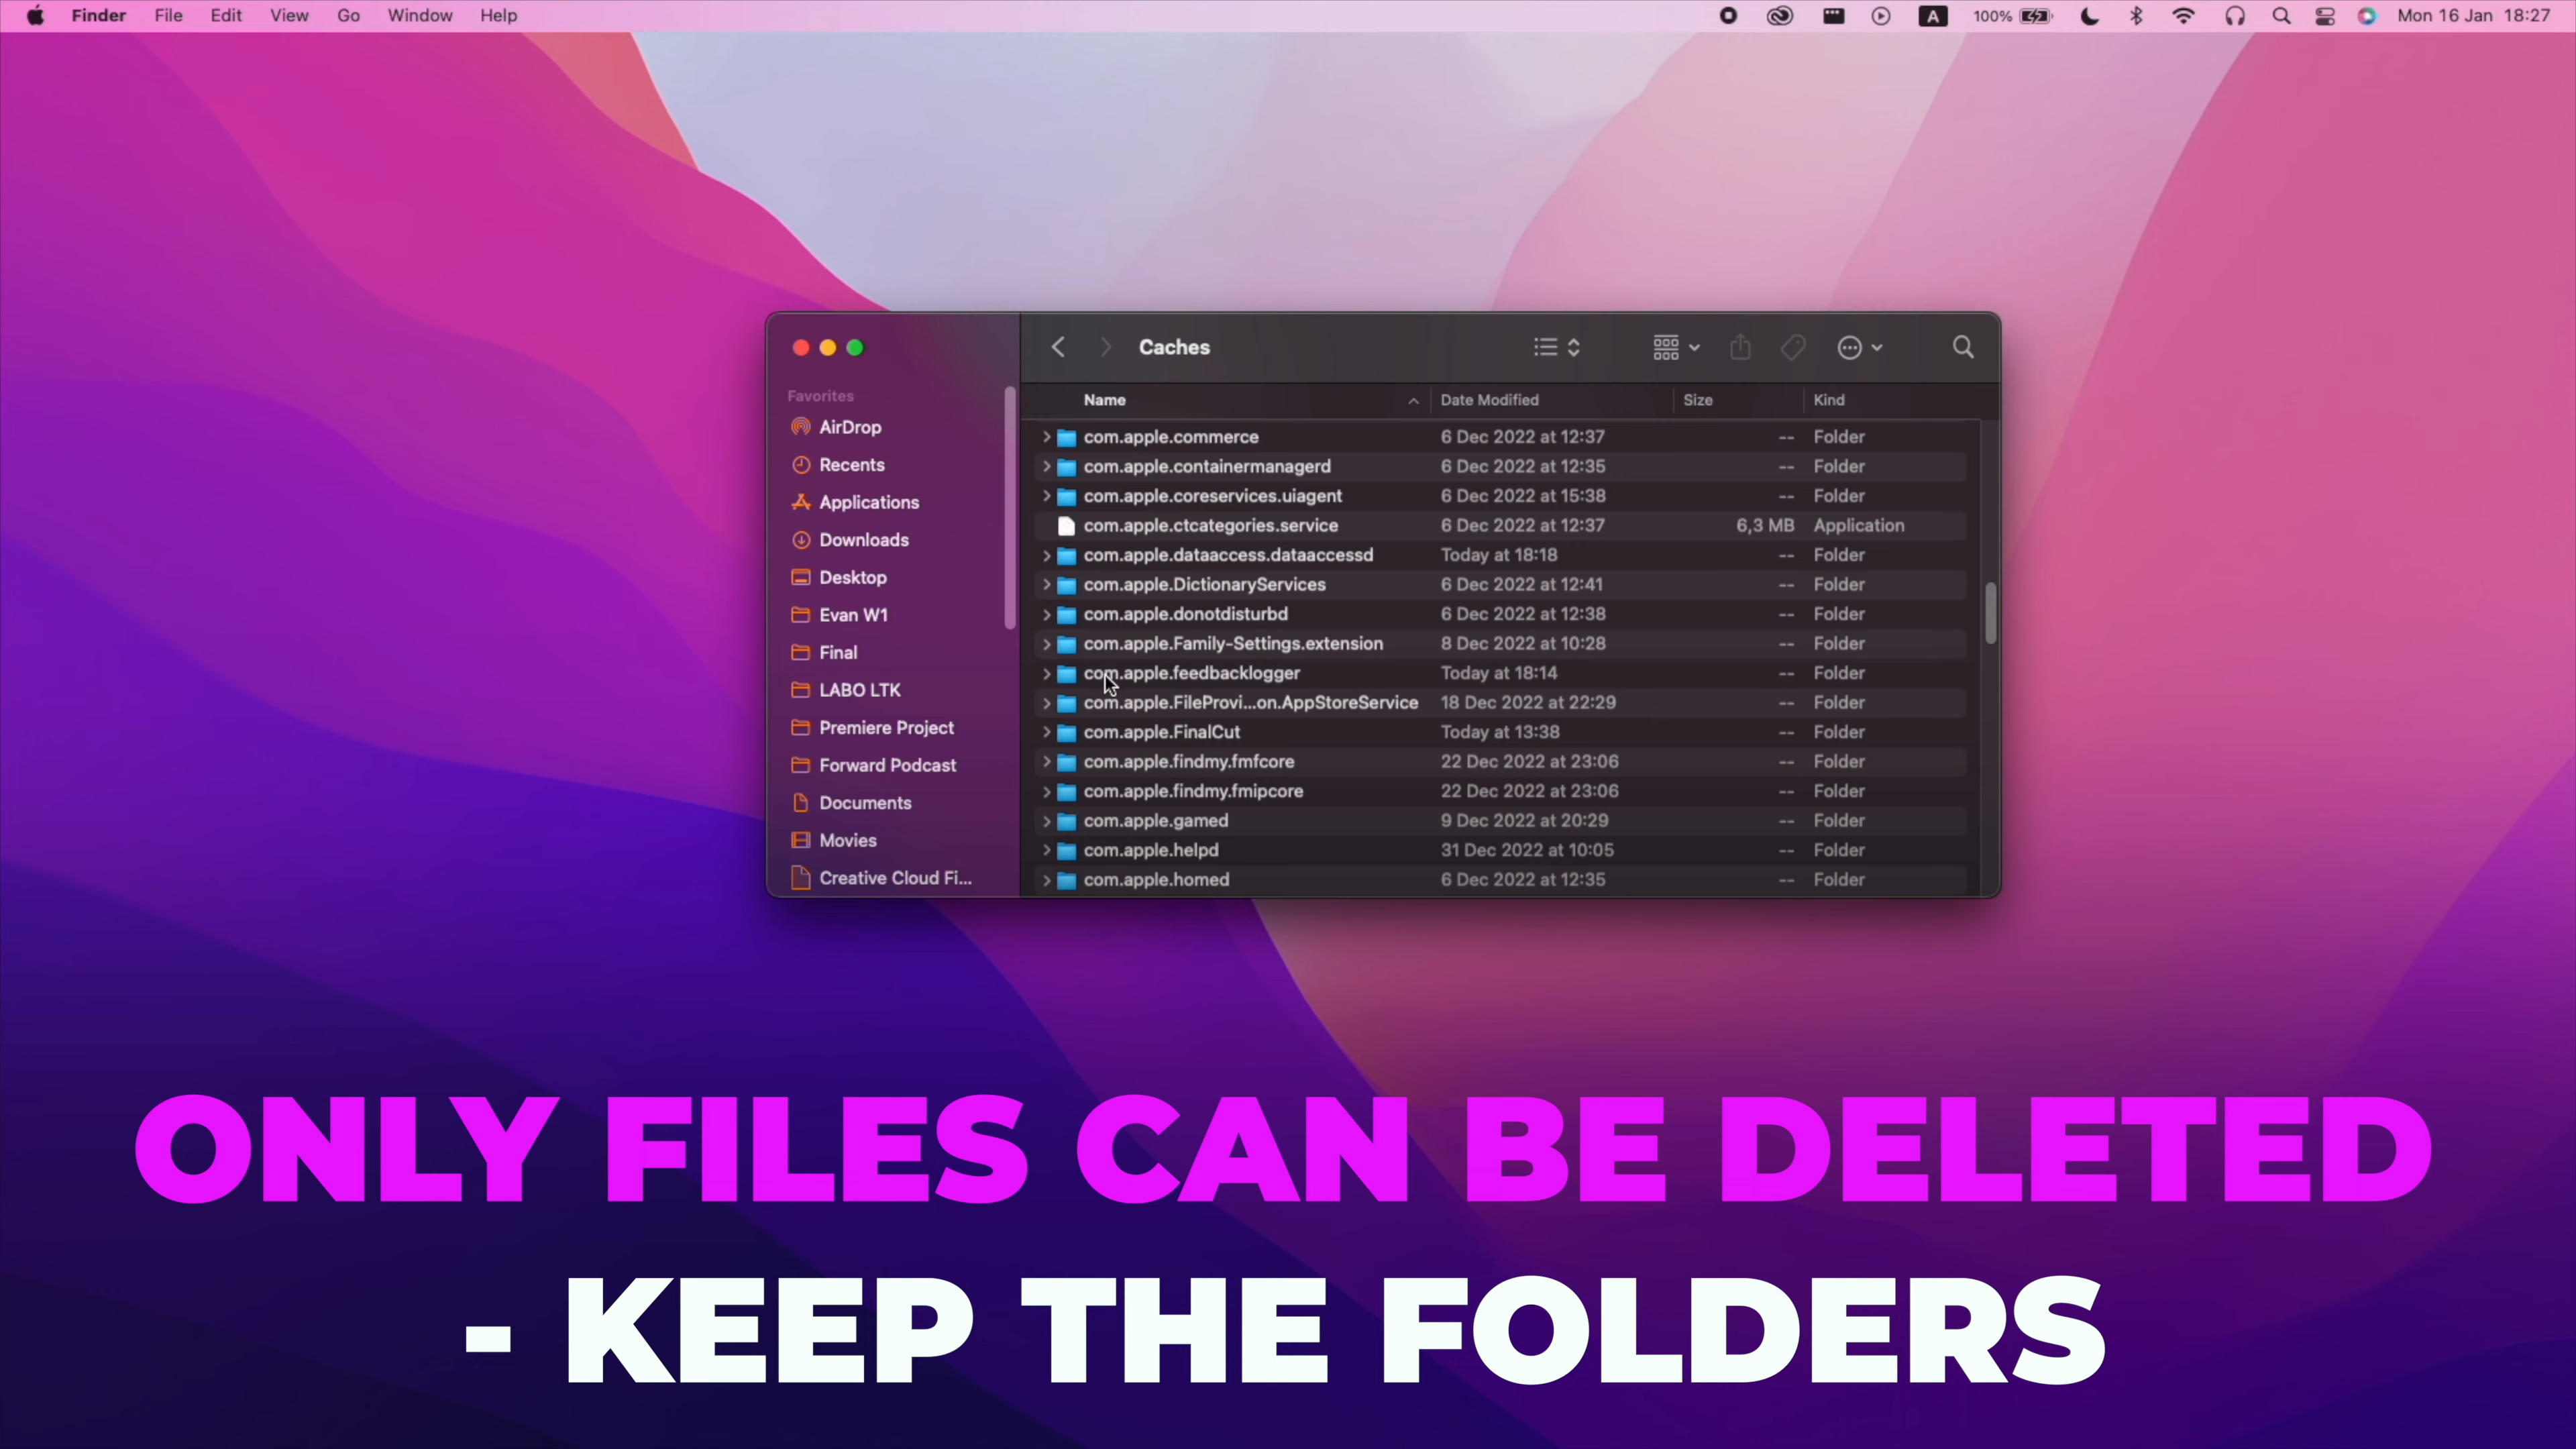 Finder File Edit View Go Window Help A 100% Mon 16 Jan 18:27
Caches
Favorites
AirDrop
Recents
Applications
Downloads
Desktop
Evan W1
Final
LABO LTK
Premiere Project
Forward Podcast
Documents
Movies
Creative Cloud Fi...
Name Date Modified Size Kind
com.apple.commerce 6 Dec 2022 at 12:37 -- Folder
com.apple.containermanagerd 6 Dec 2022 at 12:35 -- Folder
com.apple.coreservices.uiagent 6 Dec 2022 at 15:38 -- Folder
com.apple.ctcategories.service 6 Dec 2022 at 12:37 6,3 MB Application
com.apple.dataaccess.dataaccessd Today at 18:18 -- Folder
com.apple.DictionaryServices 6 Dec 2022 at 12:41 -- Folder
com.apple.donotdisturbd 6 Dec 2022 at 12:38 -- Folder
com.apple.Family-Settings.extension 8 Dec 2022 at 10:28 -- Folder
com.apple.feedbacklogger Today at 18:14 -- Folder
com.apple.FileProvi...on.AppStoreService 18 Dec 2022 at 22:29 -- Folder
com.apple.FinalCut Today at 13:38 -- Folder
com.apple.findmy.fmfcore 22 Dec 2022 at 23:06 -- Folder
com.apple.findmy.fmipcore 22 Dec 2022 at 23:06 -- Folder
com.apple.gamed 9 Dec 2022 at 20:29 -- Folder
com.apple.helpd 31 Dec 2022 at 10:05 -- Folder
com.apple.homed 6 Dec 2022 at 12:35 -- Folder
ONLY FILES CAN BE DELETED
- KEEP THE FOLDERS